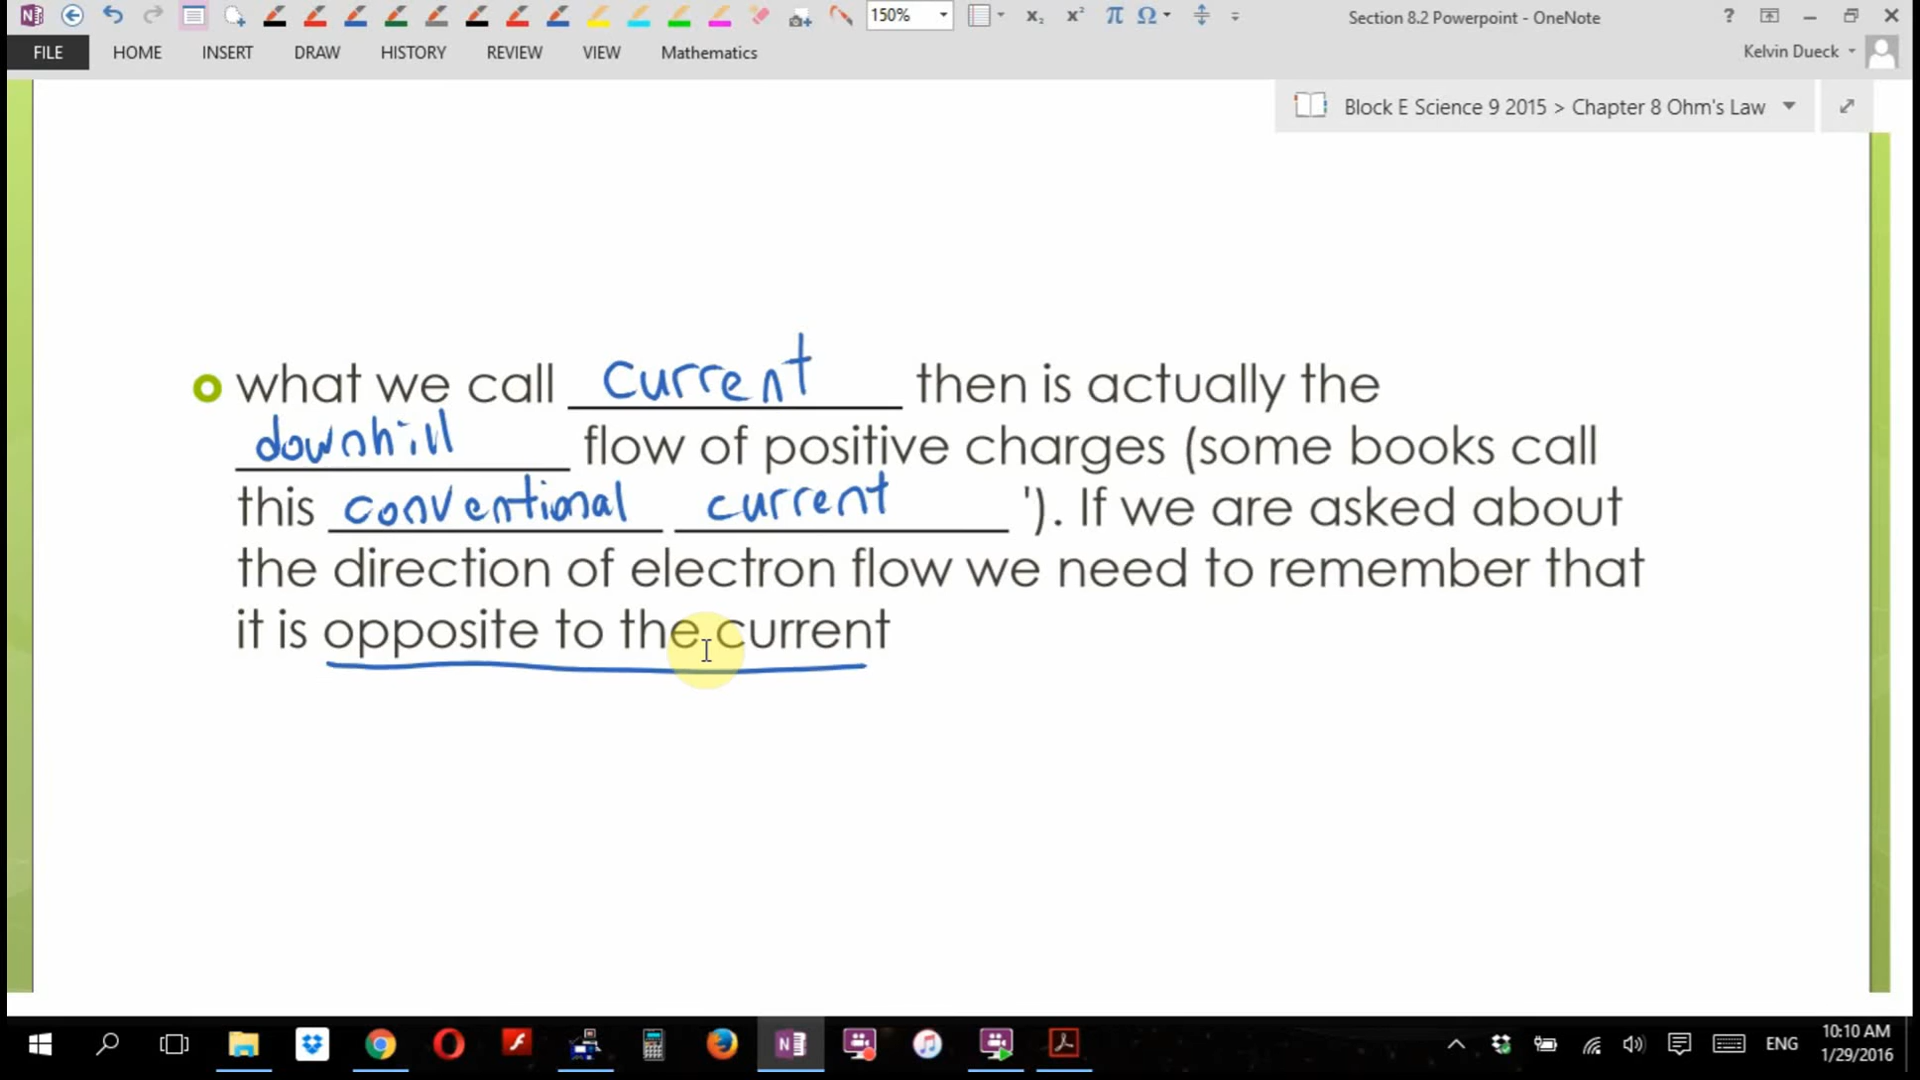 150% x₂ x² π Ω Section 8.2 Powerpoint - OneNote ?
FILE HOME INSERT DRAW HISTORY REVIEW VIEW Mathematics Kelvin Dueck
Block E Science 9 2015 > Chapter 8 Ohm's Law
what we call current then is actually the
downhill flow of positive charges (some books call
this conventional current '). If we are asked about
the direction of electron flow we need to remember that
it is opposite to the current
ENG
10:10 AM
1/29/2016